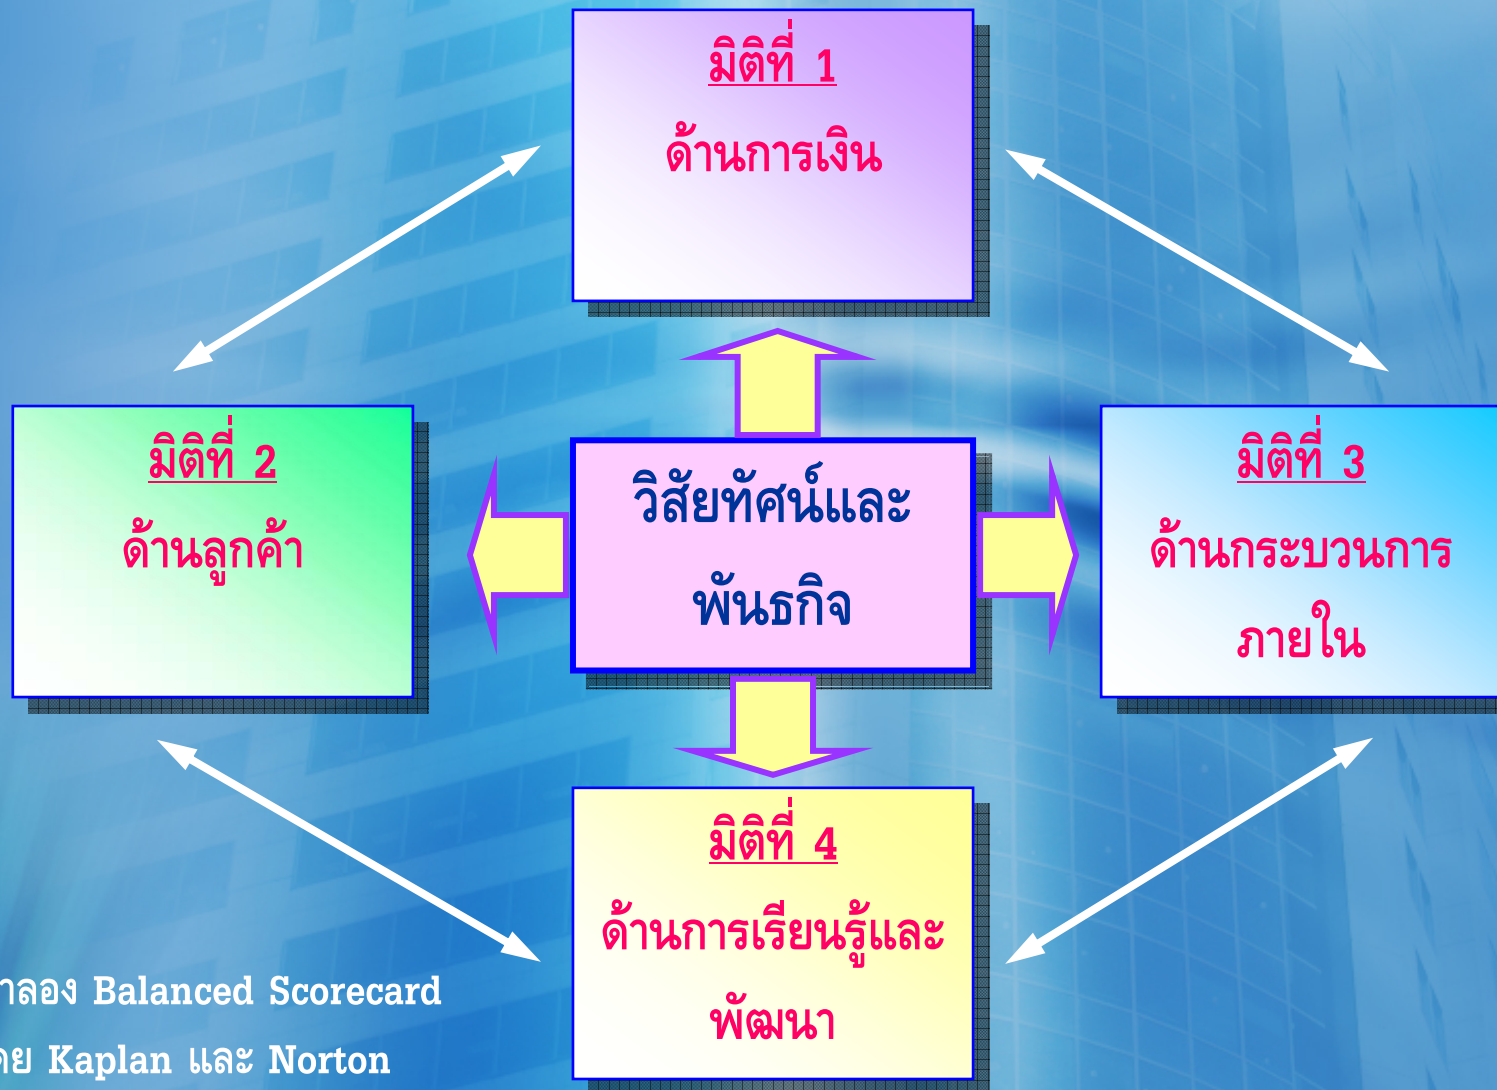 มิติที่ 1
ด้านการเงิน
มิติที่ 2
ด้านลูกค้า
วิสัยทัศน์และ
พันธกิจ
มิติที่ 3
ด้านกระบวนการ
ภายใน
มิติที่ 4
ด้านการเรียนรู้และ
พัฒนา
Balanced Scorecard
Kaplan และ Norton